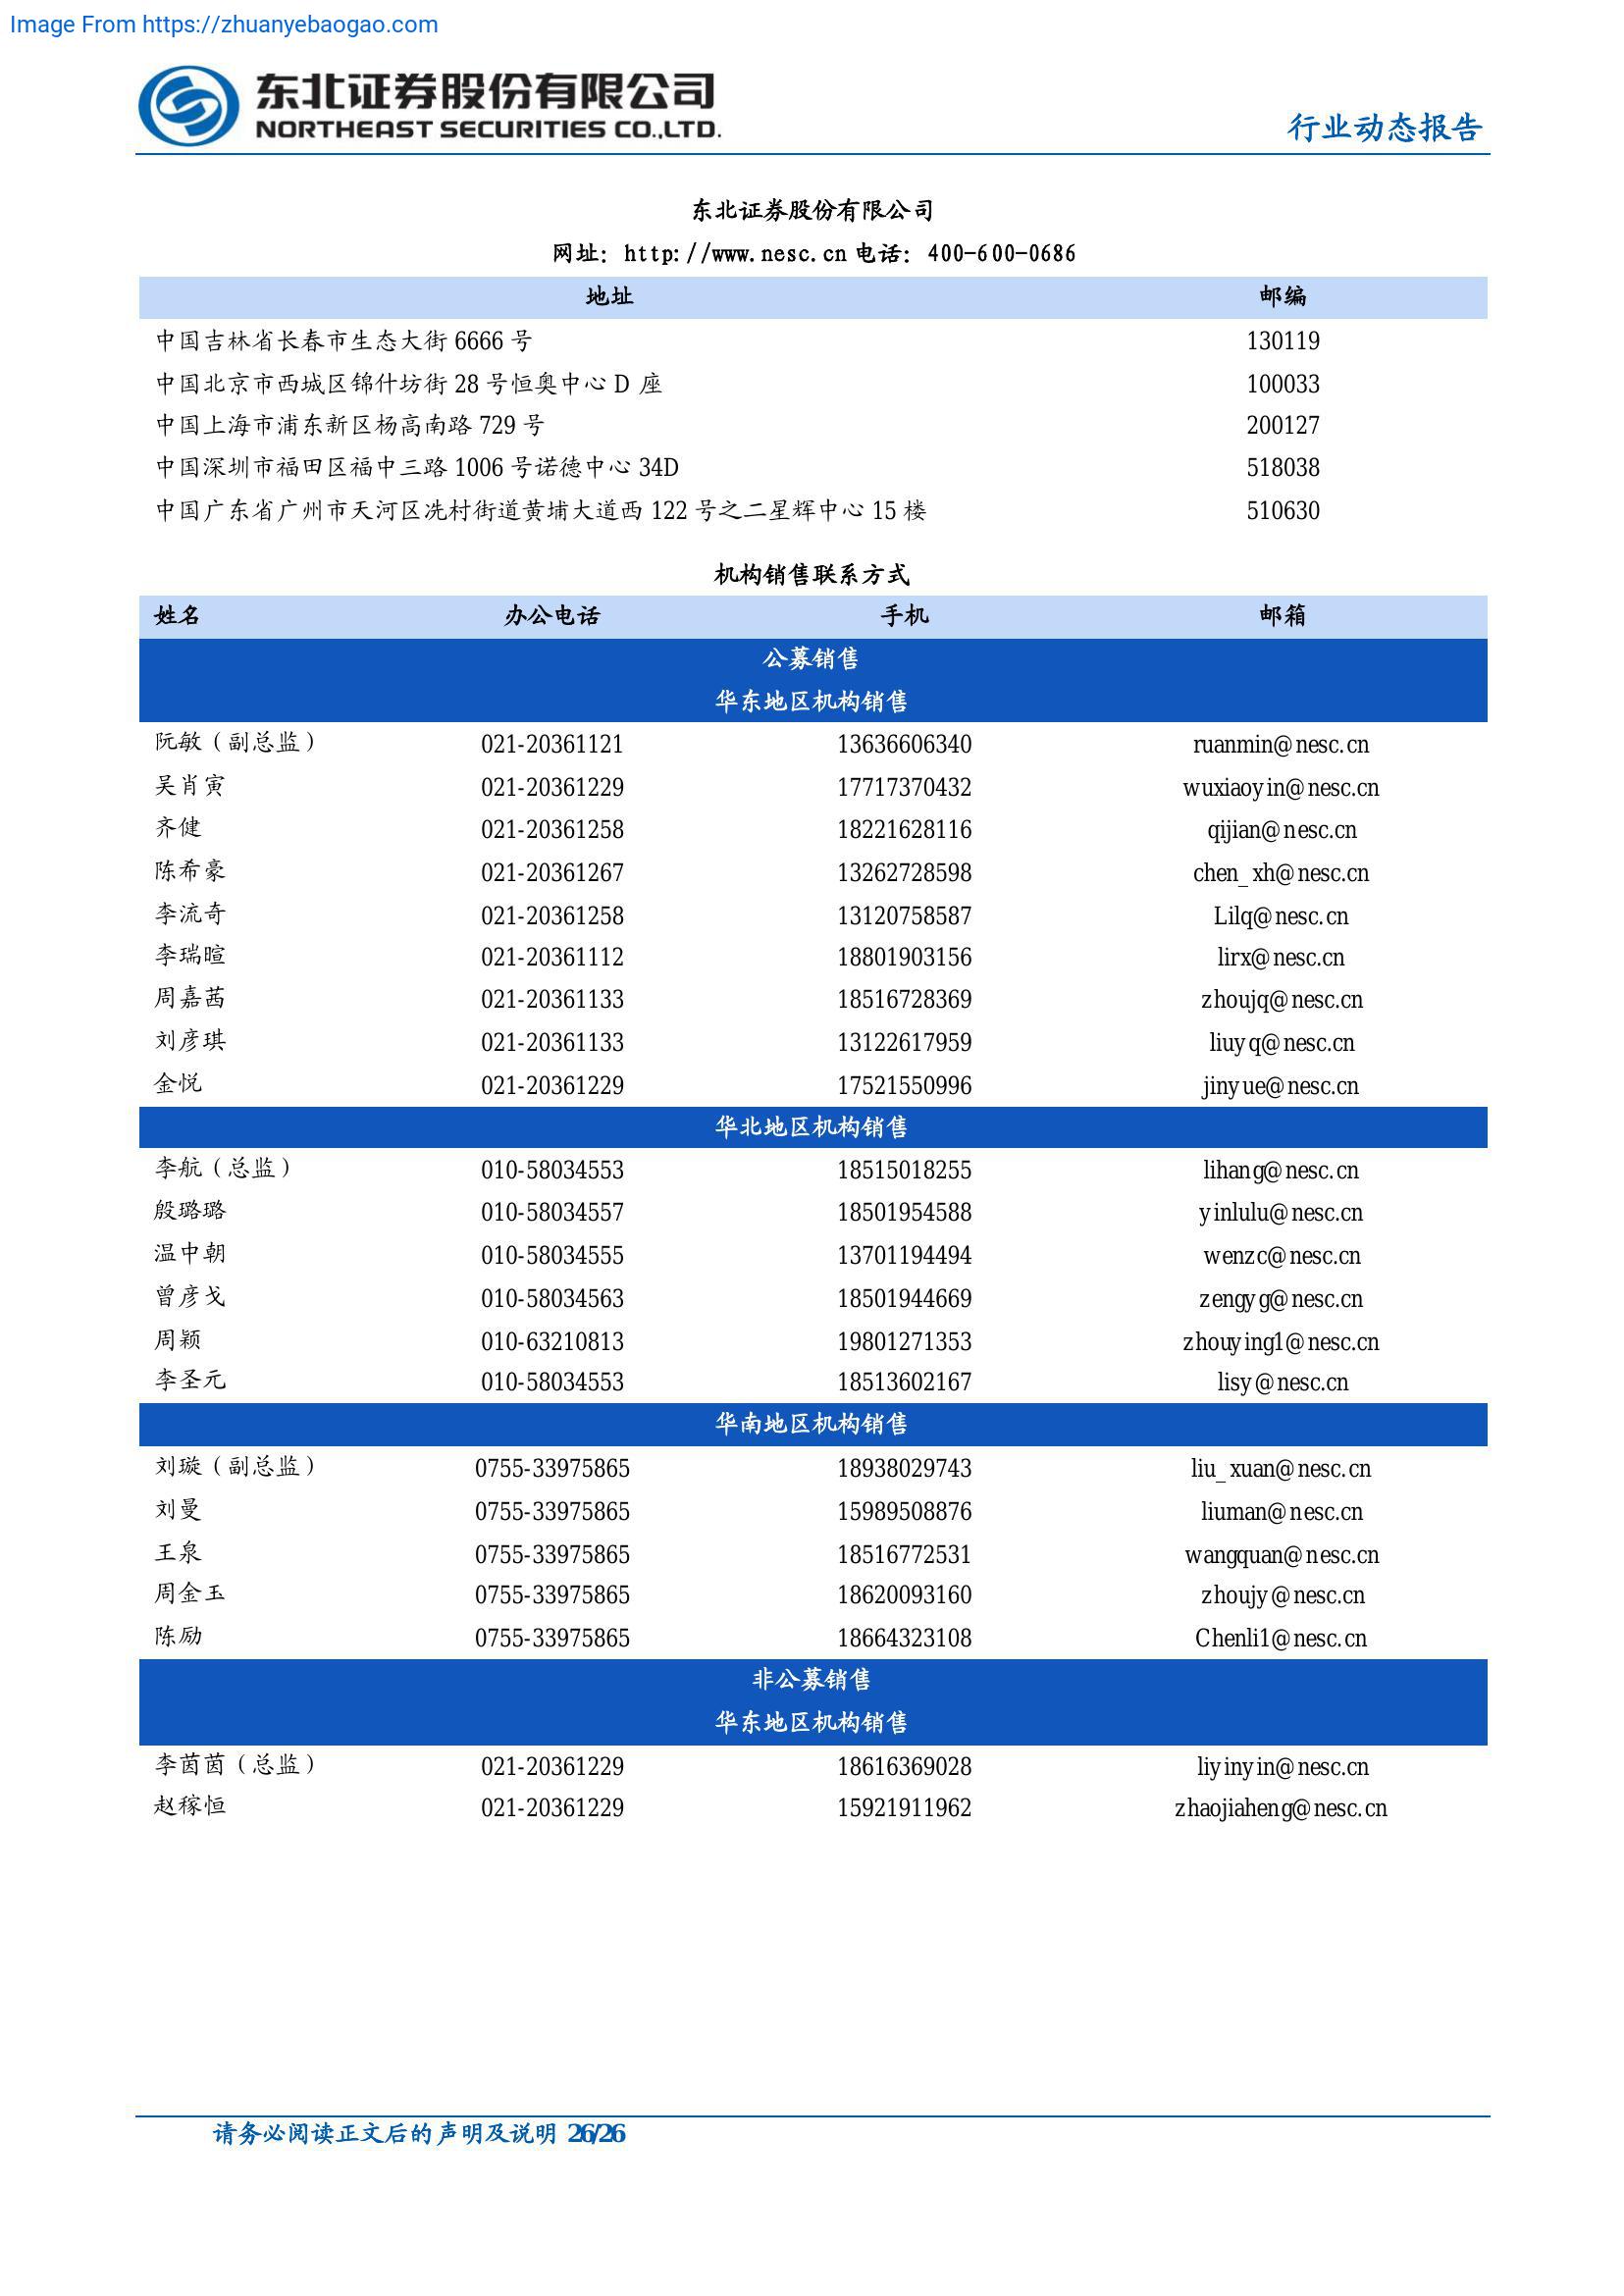 Image From https://zhuanyebaogao.com
东北证券股份有限公司
NORTHEAST SECURITIES CO.,LTD.
行业动态报告
东北证券股份有限公司
网址：http://www.nesc.cn 电话：400-600-0686
地址 邮编
中国吉林省长春市生态大街 6666 号 130119
中国北京市西城区锦什坊街 28 号恒奥中心 D 座 100033
中国上海市浦东新区杨高南路 729 号 200127
中国深圳市福田区福中三路 1006 号诺德中心 34D 518038
中国广东省广州市天河区冼村街道黄埔大道西 122 号之二星辉中心 15 楼 510630
机构销售联系方式
姓名 办公电话 手机 邮箱
公募销售
华东地区机构销售
阮敏（副总监） 021-20361121 13636606340 ruanmin@nesc.cn
吴肖寅 021-20361229 17717370432 wuxiaoyin@nesc.cn
齐健 021-20361258 18221628116 qijian@nesc.cn
陈希豪 021-20361267 13262728598 chen_xh@nesc.cn
李流奇 021-20361258 13120758587 Lilq@nesc.cn
李瑞暄 021-20361112 18801903156 lirx@nesc.cn
周嘉茜 021-20361133 18516728369 zhoujq@nesc.cn
刘彦琪 021-20361133 13122617959 liuyq@nesc.cn
金悦 021-20361229 17521550996 jinyue@nesc.cn
华北地区机构销售
李航（总监） 010-58034553 18515018255 lihang@nesc.cn
殷璐璐 010-58034557 18501954588 yinlulu@nesc.cn
温中朝 010-58034555 13701194494 wenzc@nesc.cn
曾彦戈 010-58034563 18501944669 zengyg@nesc.cn
周颖 010-63210813 19801271353 zhouying1@nesc.cn
李圣元 010-58034553 18513602167 lisy@nesc.cn
华南地区机构销售
刘璇（副总监） 0755-33975865 18938029743 liu_xuan@nesc.cn
刘曼 0755-33975865 15989508876 liuman@nesc.cn
王泉 0755-33975865 18516772531 wangquan@nesc.cn
周金玉 0755-33975865 18620093160 zhoujy@nesc.cn
陈励 0755-33975865 18664323108 Chenli1@nesc.cn
非公募销售
华东地区机构销售
李茵茵（总监） 021-20361229 18616369028 liyinyin@nesc.cn
赵稼恒 021-20361229 15921911962 zhaojiaheng@nesc.cn
请务必阅读正文后的声明及说明 26/26